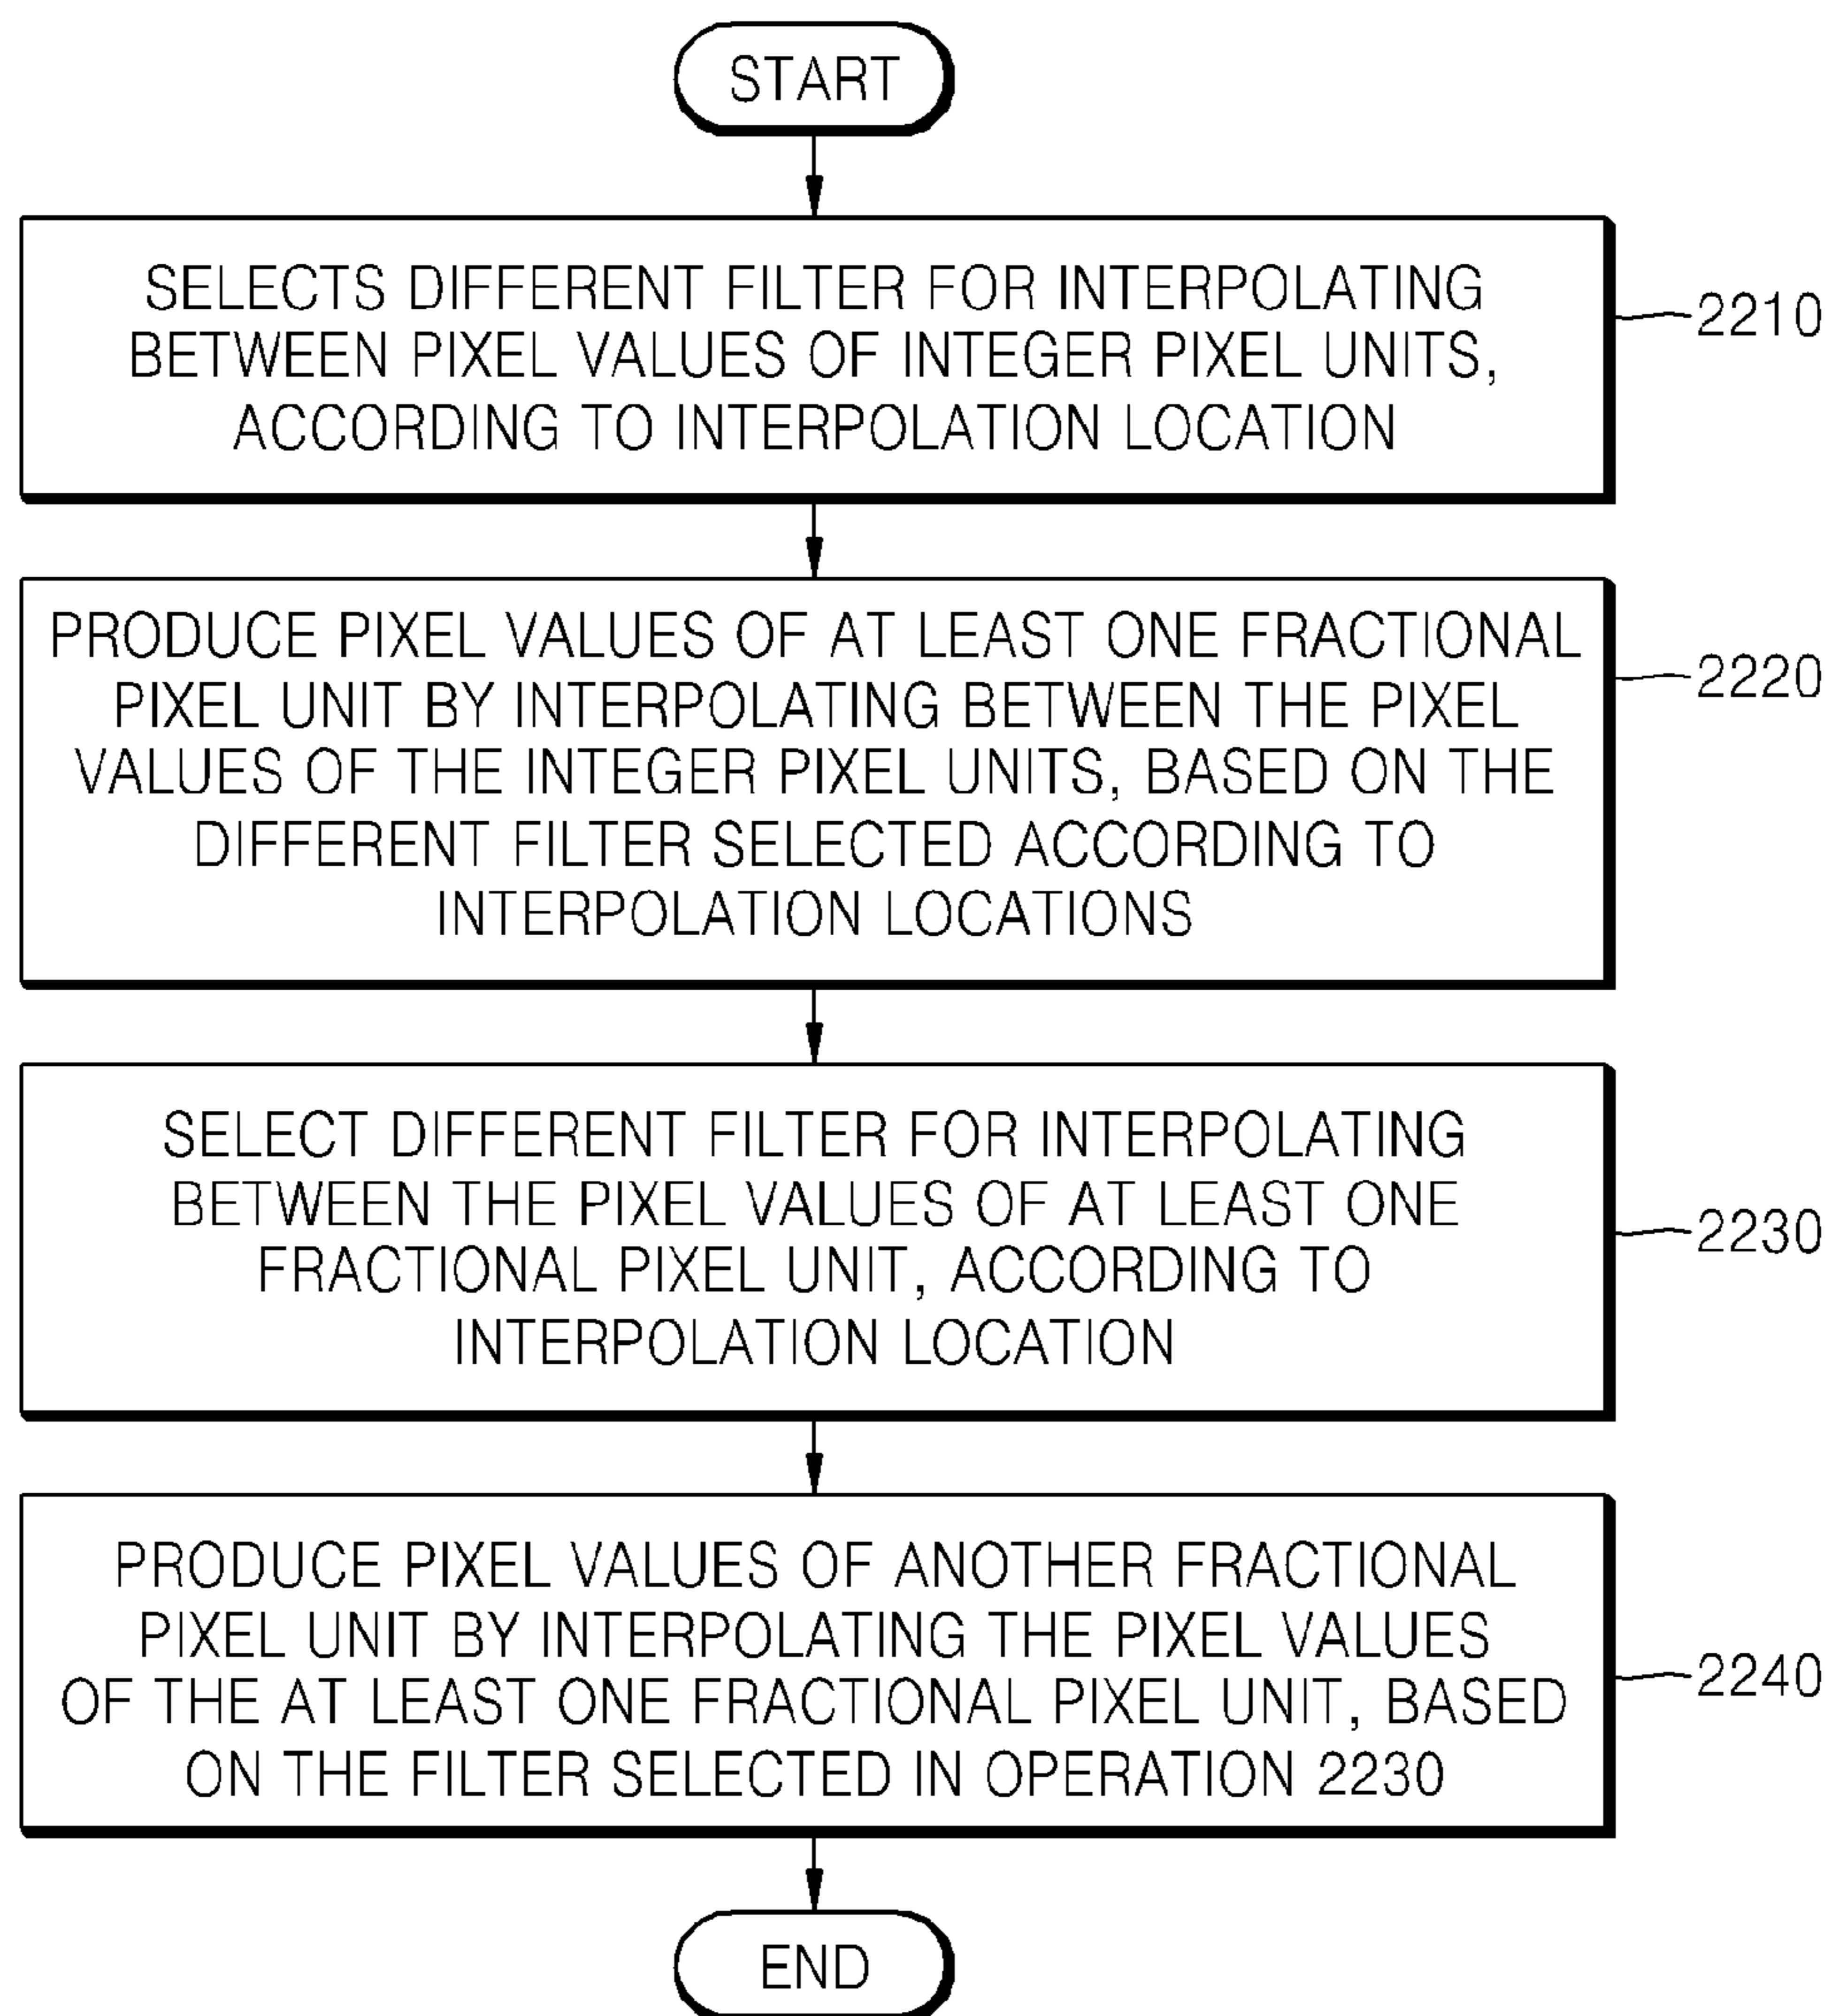 START
SELECTS DIFFERENT FILTER FOR INTERPOLATING
BETWEEN PIXEL VALUES OF INTEGER PIXEL UNITS,
ACCORDING TO INTERPOLATION LOCATION
2210
PRODUCE PIXEL VALUES OF AT LEAST ONE FRACTIONAL
PIXEL UNIT BY INTERPOLATING BETWEEN THE PIXEL
VALUES OF THE INTEGER PIXEL UNITS, BASED ON THE
DIFFERENT FILTER SELECTED ACCORDING TO
INTERPOLATION LOCATIONS
2220
SELECT DIFFERENT FILTER FOR INTERPOLATING
BETWEEN THE PIXEL VALUES OF AT LEAST ONE
FRACTIONAL PIXEL UNIT, ACCORDING TO
INTERPOLATION LOCATION
2230
PRODUCE PIXEL VALUES OF ANOTHER FRACTIONAL
PIXEL UNIT BY INTERPOLATING THE PIXEL VALUES
OF THE AT LEAST ONE FRACTIONAL PIXEL UNIT, BASED
ON THE FILTER SELECTED IN OPERATION 2230
2240
END